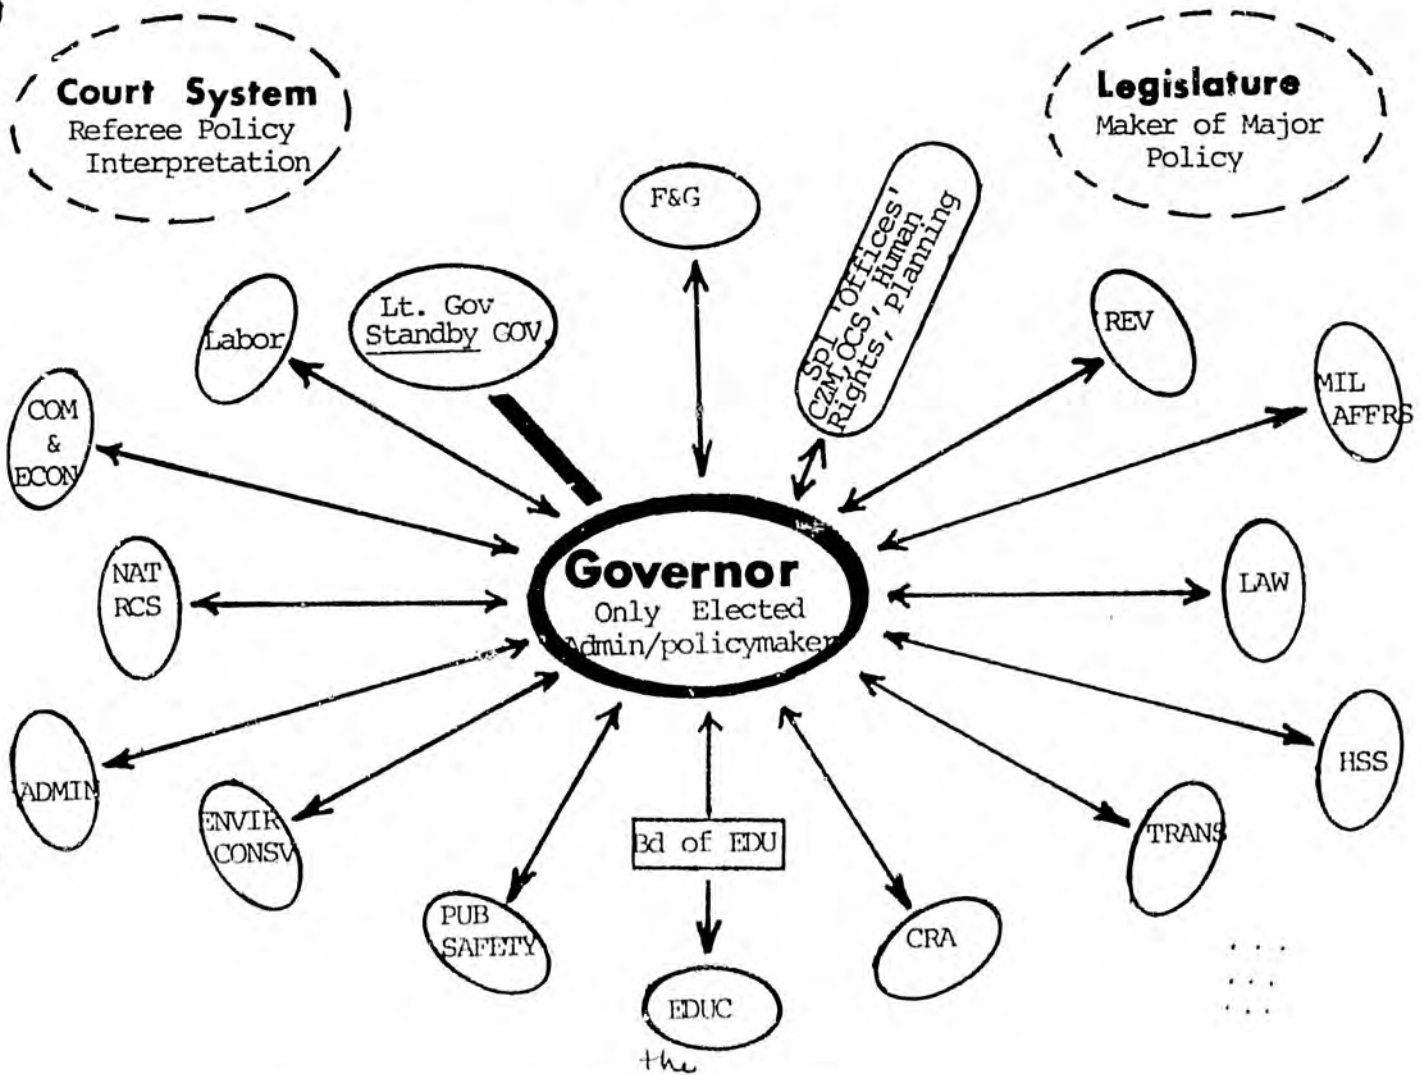 Court System
Referee Policy
Interpretation
Legislature
Maker of Major
Policy
F&G
Spl 'Offices'
CZM, OCS, Human
Rights, Planning
Lt. Gov
Standby GOV
Labor
REV
MIL
AFFRS
COM
&
ECON
NAT
RCS
Governor
Only Elected
Admin/policymaker
LAW
ADMIN
ENVIR
CONSV
HSS
TRANS
Bd of EDU
PUB
SAFETY
CRA
EDUC
the